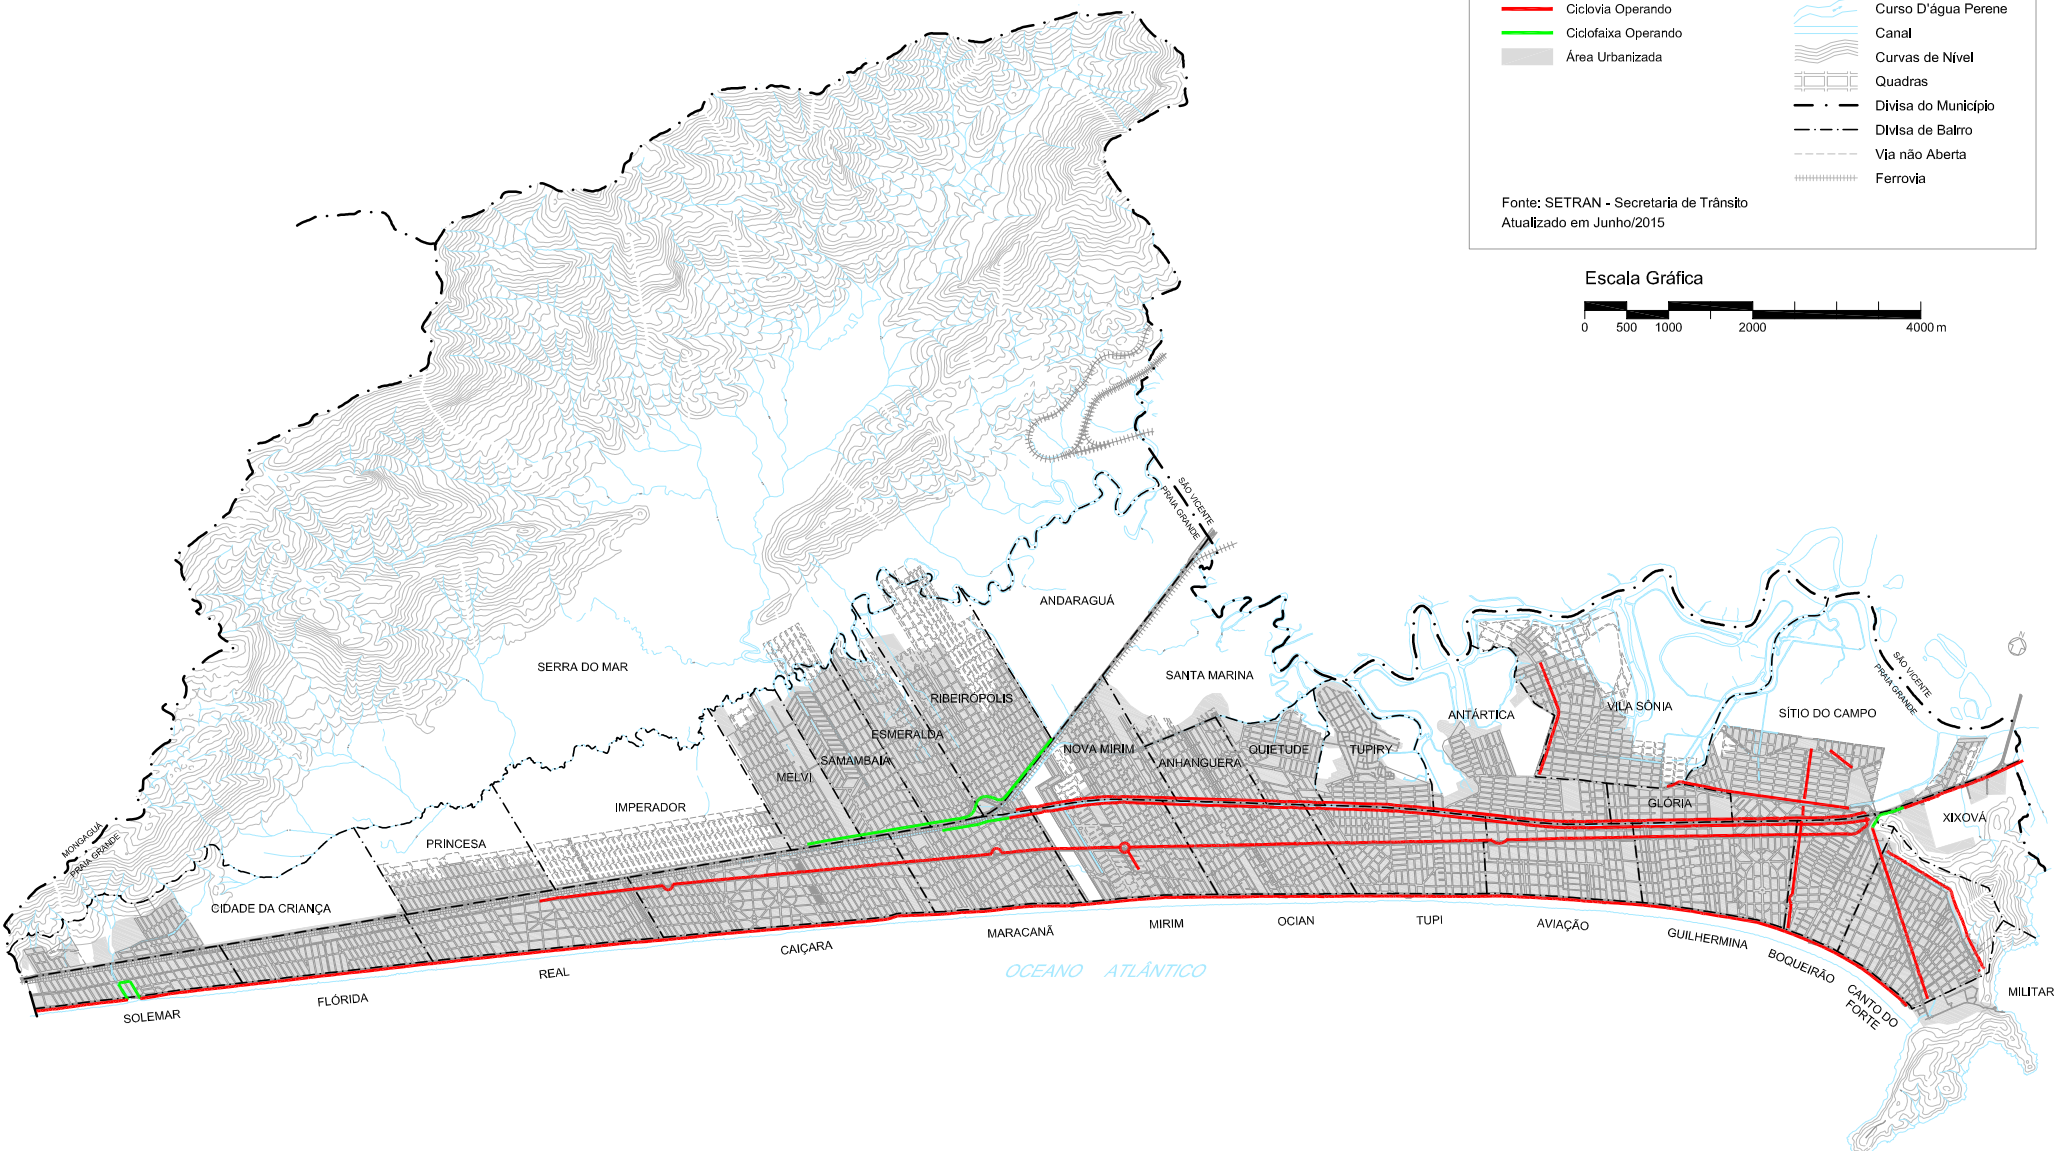 Ciclovia Operando
Ciclofaixa Operando
Área Urbanizada
Curso D'água Perene
Canal
Curvas de Nível
Quadras
Divisa do Município
Divisa de Bairro
Via não Aberta
Ferrovia
Fonte: SETRAN - Secretaria de Trânsito
Atualizado em Junho/2015
Escala Gráfica
0 500 1000 2000 4000 m
SÃO VICENTE
PRAIA GRANDE
ANDARAGUÁ
SERRA DO MAR
SANTA MARINA
RIBEIRÓPOLIS
ESMERALDA
SAMAMBAIA
MELVI
NOVA MIRIM
ANHANGUERA
QUIETUDE
TUPIRY
ANTÁRTICA
VILA SÔNIA
SÍTIO DO CAMPO
SÃO VICENTE
PRAIA GRANDE
N
GLÓRIA
XIXOVÁ
IMPERADOR
PRINCESA
MONGAGUÁ
PRAIA GRANDE
CIDADE DA CRIANÇA
SOLEMAR
FLÓRIDA
REAL
CAIÇARA
MARACANÃ
MIRIM
OCIAN
TUPI
AVIAÇÃO
GUILHERMINA
BOQUEIRÃO
CANTO DO
FORTE
MILITAR
OCEANO ATLÂNTICO